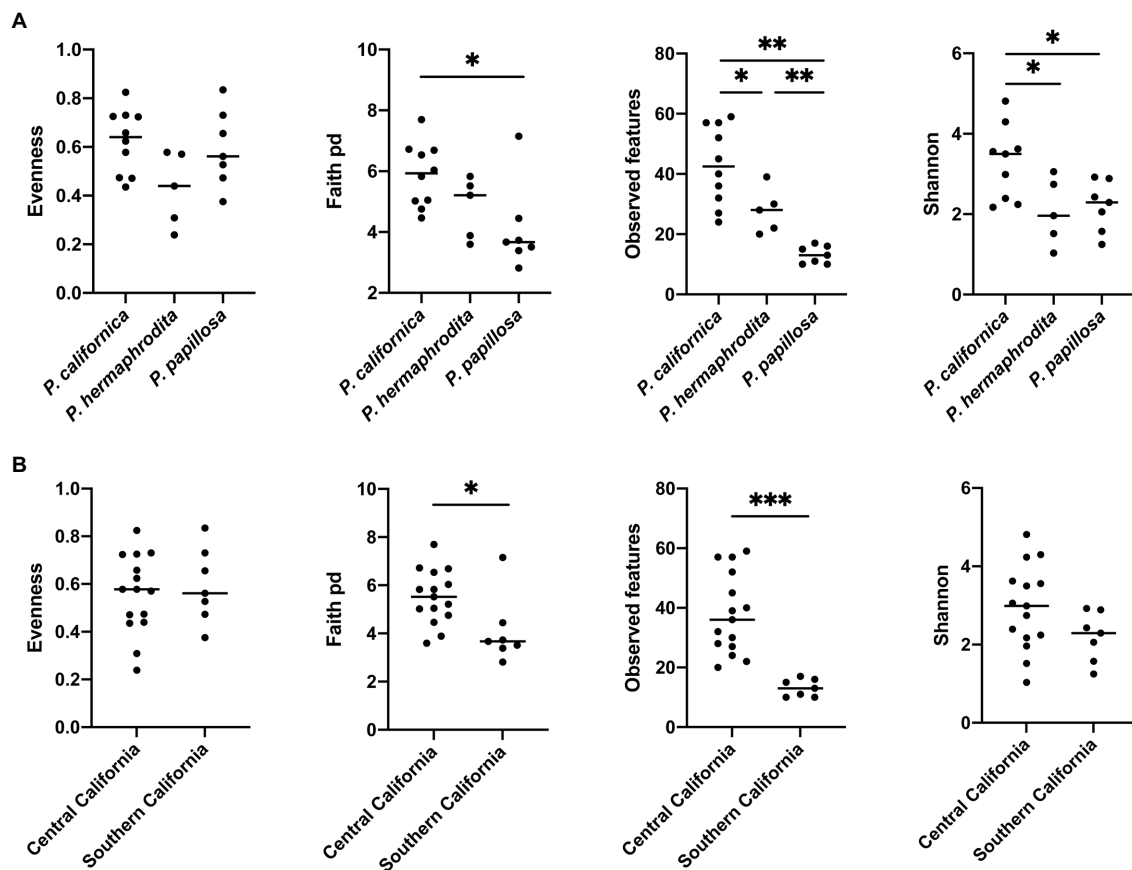 A
Evenness
1.0
0.8
0.6
0.4
0.2
0.0
P. californica
P. hermaphrodita
P. papillosa
Faith pd
10
8
6
4
2
*
P. californica
P. hermaphrodita
P. papillosa
Observed features
80
60
40
20
0
**
* **
P. californica
P. hermaphrodita
P. papillosa
Shannon
6
4
2
0
*
*
P. californica
P. hermaphrodita
P. papillosa
B
Evenness
1.0
0.8
0.6
0.4
0.2
0.0
Central California
Southern California
Faith pd
10
8
6
4
2
0
*
Central California
Southern California
Observed features
80
60
40
20
0
***
Central California
Southern California
Shannon
6
4
2
0
Central California
Southern California